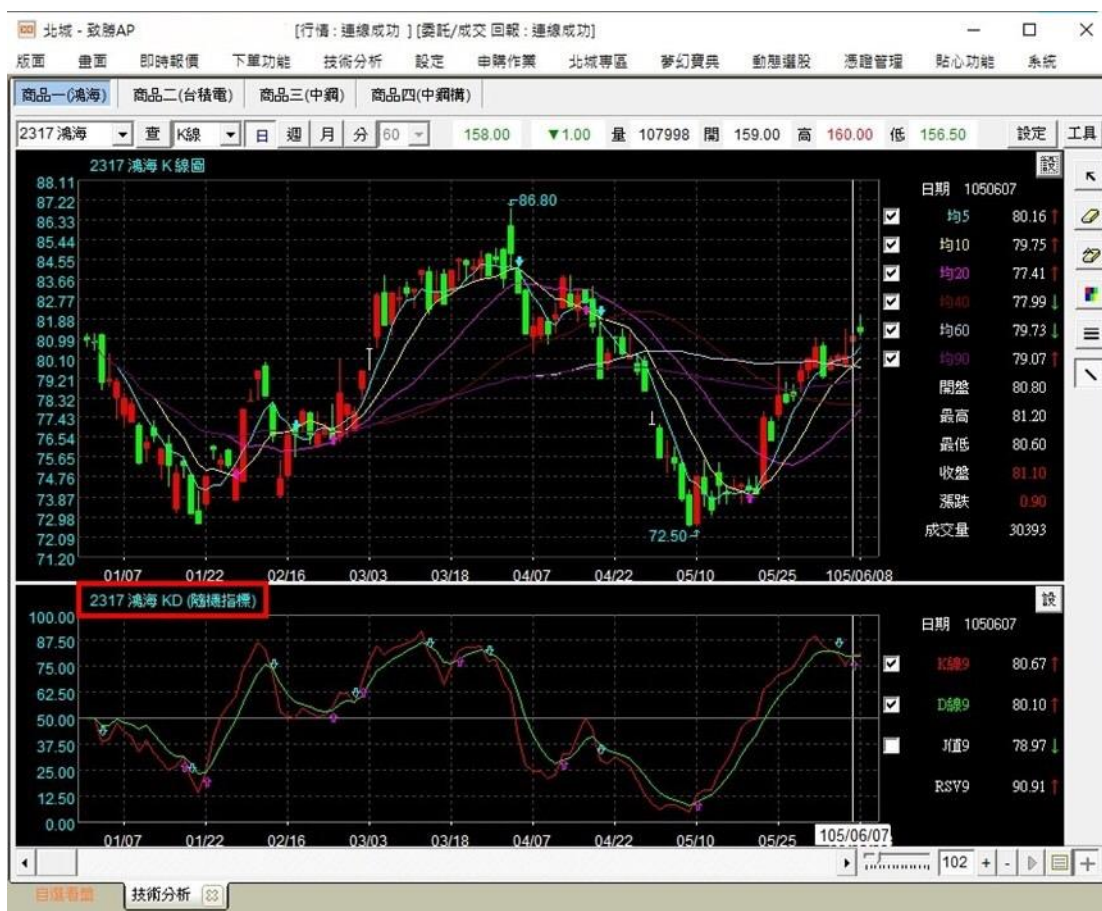 北城 - 致勝AP [行情 : 連線成功 ] [委託/成交 回報 : 連線成功]
版面 畫面 即時報價 下單功能 技術分析 設定 申購作業 北城專區 夢幻寶典 動態選股 憑證管理 貼心功能 系統
商品一(鴻海) 商品二(台積電) 商品三(中鋼) 商品四(中鋼構)
2317 鴻海 查 K線 日 週 月 分 60 158.00 ▼1.00 量 107998 開 159.00 高 160.00 低 156.50 設定 工具
2317 鴻海 K 線圖 設
88.11 日期 1050607
87.22 86.80 均5 80.16 ↑
86.33
85.44 均10 79.75 ↑
84.55
83.66 均20 77.41 ↑
82.77 均40 77.99 ↓
81.88
80.99 均60 79.73 ↓
80.10 均90 79.07 ↑
79.21 開盤 80.80
78.32
77.43 最高 81.20
76.54 最低 80.60
75.65
74.76 收盤 81.10
73.87 漲跌 0.90
72.98
72.09 72.50 成交量 30393
71.20
01/07 01/22 02/16 03/03 03/18 04/07 04/22 05/10 05/25 105/06/08
2317 鴻海 KD (隨機指標) 設
100.00 日期 1050607
87.50
75.00 K線9 80.67 ↑
62.50 D線9 80.10 ↑
50.00
37.50 J值9 78.97 ↓
25.00 RSV9 90.91 ↑
12.50
0.00
01/07 01/22 02/16 03/03 03/18 04/07 04/22 05/10 05/25 105/06/07
102 + -
自選看盤 技術分析